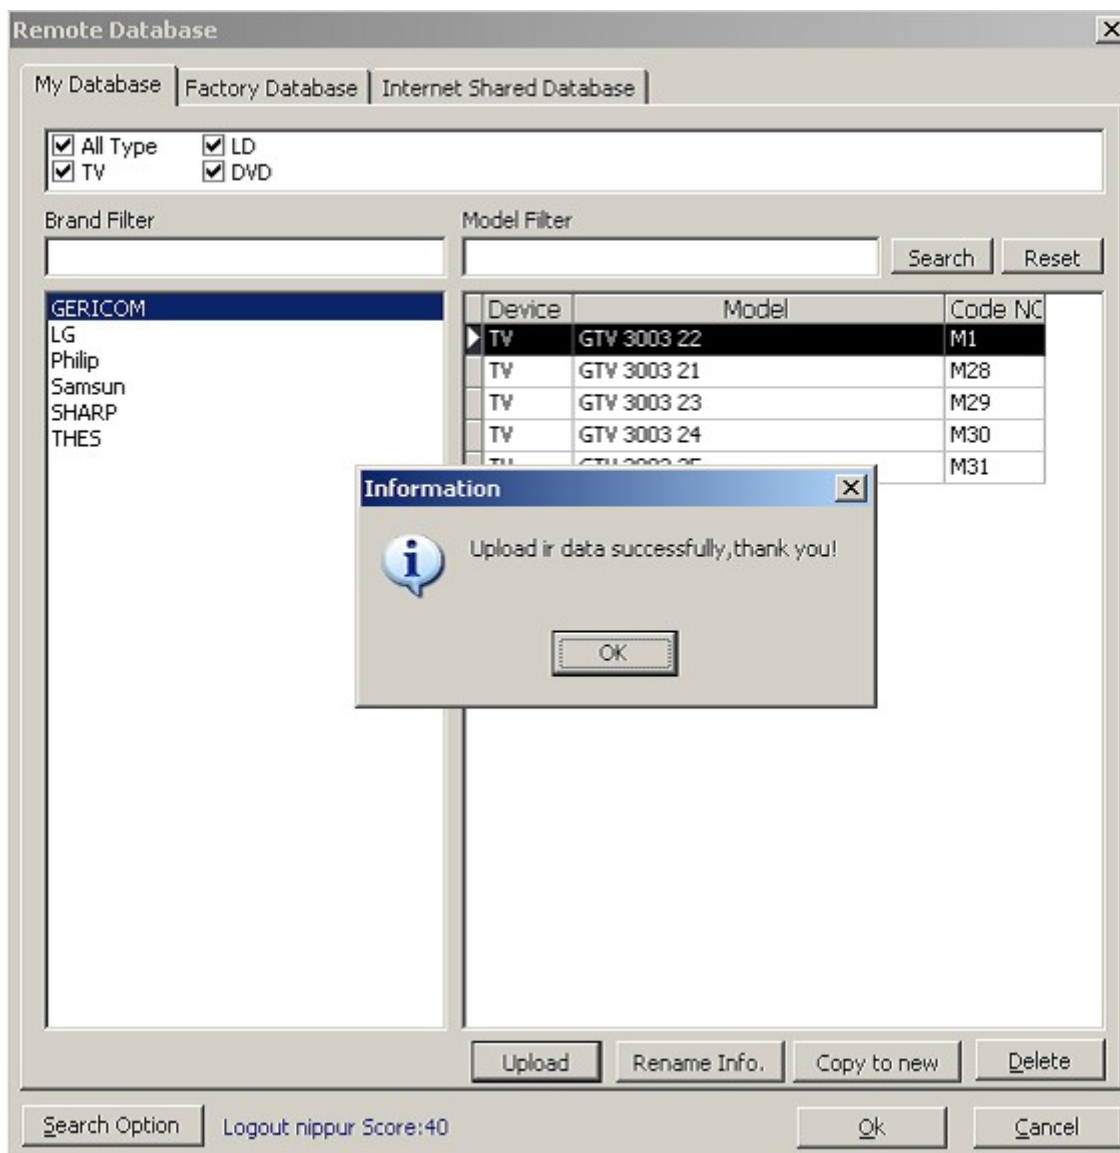 Remote Database
My Database Factory Database Internet Shared Database
All Type LD
TV DVD
Brand Filter Model Filter
Search Reset
GERICOM
LG
Philip
Samsun
SHARP
THES
Device Model Code NO
TV GTV 3003 22 M1
TV GTV 3003 21 M28
TV GTV 3003 23 M29
TV GTV 3003 24 M30
M31
Information
Upload ir data successfully,thank you!
OK
Upload Rename Info. Copy to new Delete
Search Option Logout nippur Score:40 Ok Cancel